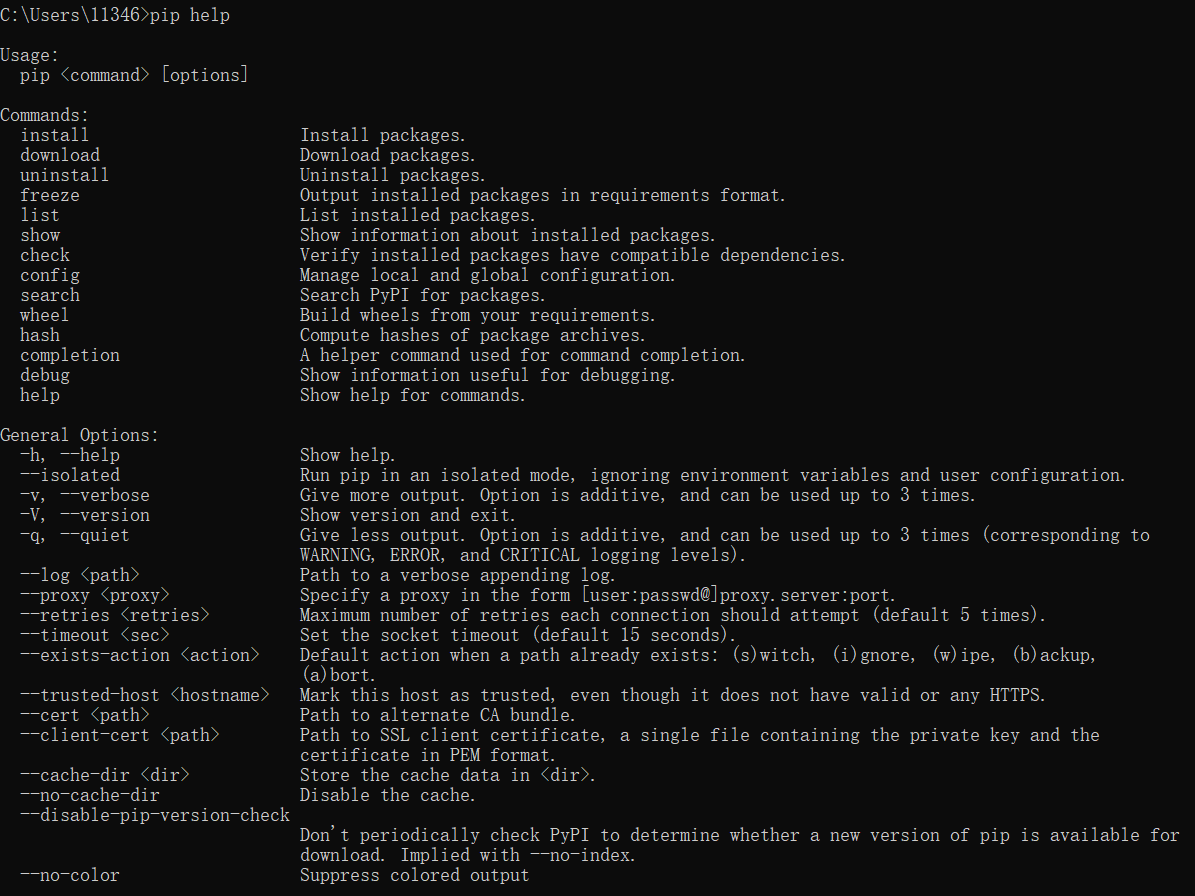 C:\Users\11346>pip help
Usage:
pip <command> [options]
Commands:
install Install packages.
download Download packages.
uninstall Uninstall packages.
freeze Output installed packages in requirements format.
list List installed packages.
show Show information about installed packages.
check Verify installed packages have compatible dependencies.
config Manage local and global configuration.
search Search PyPI for packages.
wheel Build wheels from your requirements.
hash Compute hashes of package archives.
completion A helper command used for command completion.
debug Show information useful for debugging.
help Show help for commands.
General Options:
-h, --help Show help.
--isolated Run pip in an isolated mode, ignoring environment variables and user configuration.
-v, --verbose Give more output. Option is additive, and can be used up to 3 times.
-V, --version Show version and exit.
-q, --quiet Give less output. Option is additive, and can be used up to 3 times (corresponding to
WARNING, ERROR, and CRITICAL logging levels).
--log <path> Path to a verbose appending log.
--proxy <proxy> Specify a proxy in the form [user:passwd@]proxy.server:port.
--retries <retries> Maximum number of retries each connection should attempt (default 5 times).
--timeout <sec> Set the socket timeout (default 15 seconds).
--exists-action <action> Default action when a path already exists: (s)witch, (i)gnore, (w)ipe, (b)ackup,
(a)bort.
--trusted-host <hostname> Mark this host as trusted, even though it does not have valid or any HTTPS.
--cert <path> Path to alternate CA bundle.
--client-cert <path> Path to SSL client certificate, a single file containing the private key and the
certificate in PEM format.
--cache-dir <dir> Store the cache data in <dir>.
--no-cache-dir Disable the cache.
--disable-pip-version-check
Don't periodically check PyPI to determine whether a new version of pip is available for
download. Implied with --no-index.
--no-color Suppress colored output